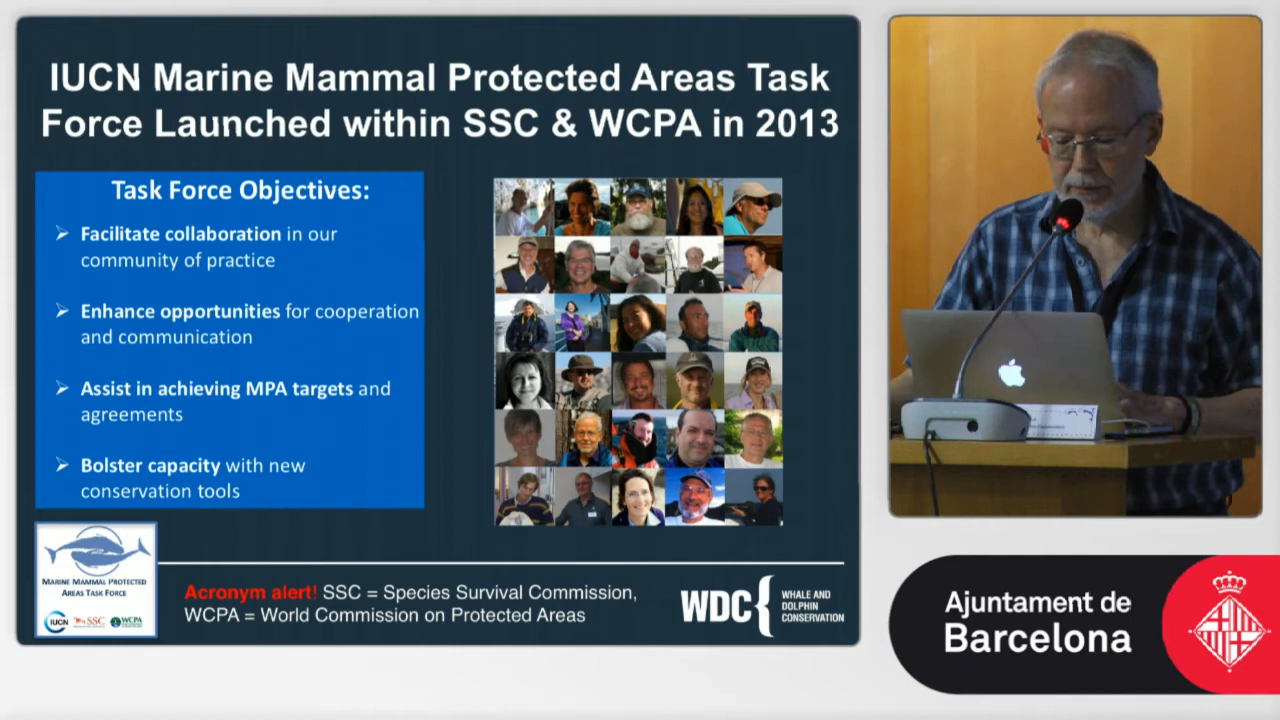 IUCN Marine Mammal Protected Areas Task
Force Launched within SSC & WCPA in 2013
Task Force Objectives:
Facilitate collaboration in our
community of practice
Enhance opportunities for cooperation
and communication
Assist in achieving MPA targets and
agreements
Bolster capacity with new
conservation tools
MARINE MAMMAL PROTECTED
AREAS TASK FORCE
IUCN SSC WCPA
Acronym alert! SSC = Species Survival Commission,
WCPA = World Commission on Protected Areas
WDC
WHALE AND
DOLPHIN
CONSERVATION
Ajuntament de
Barcelona